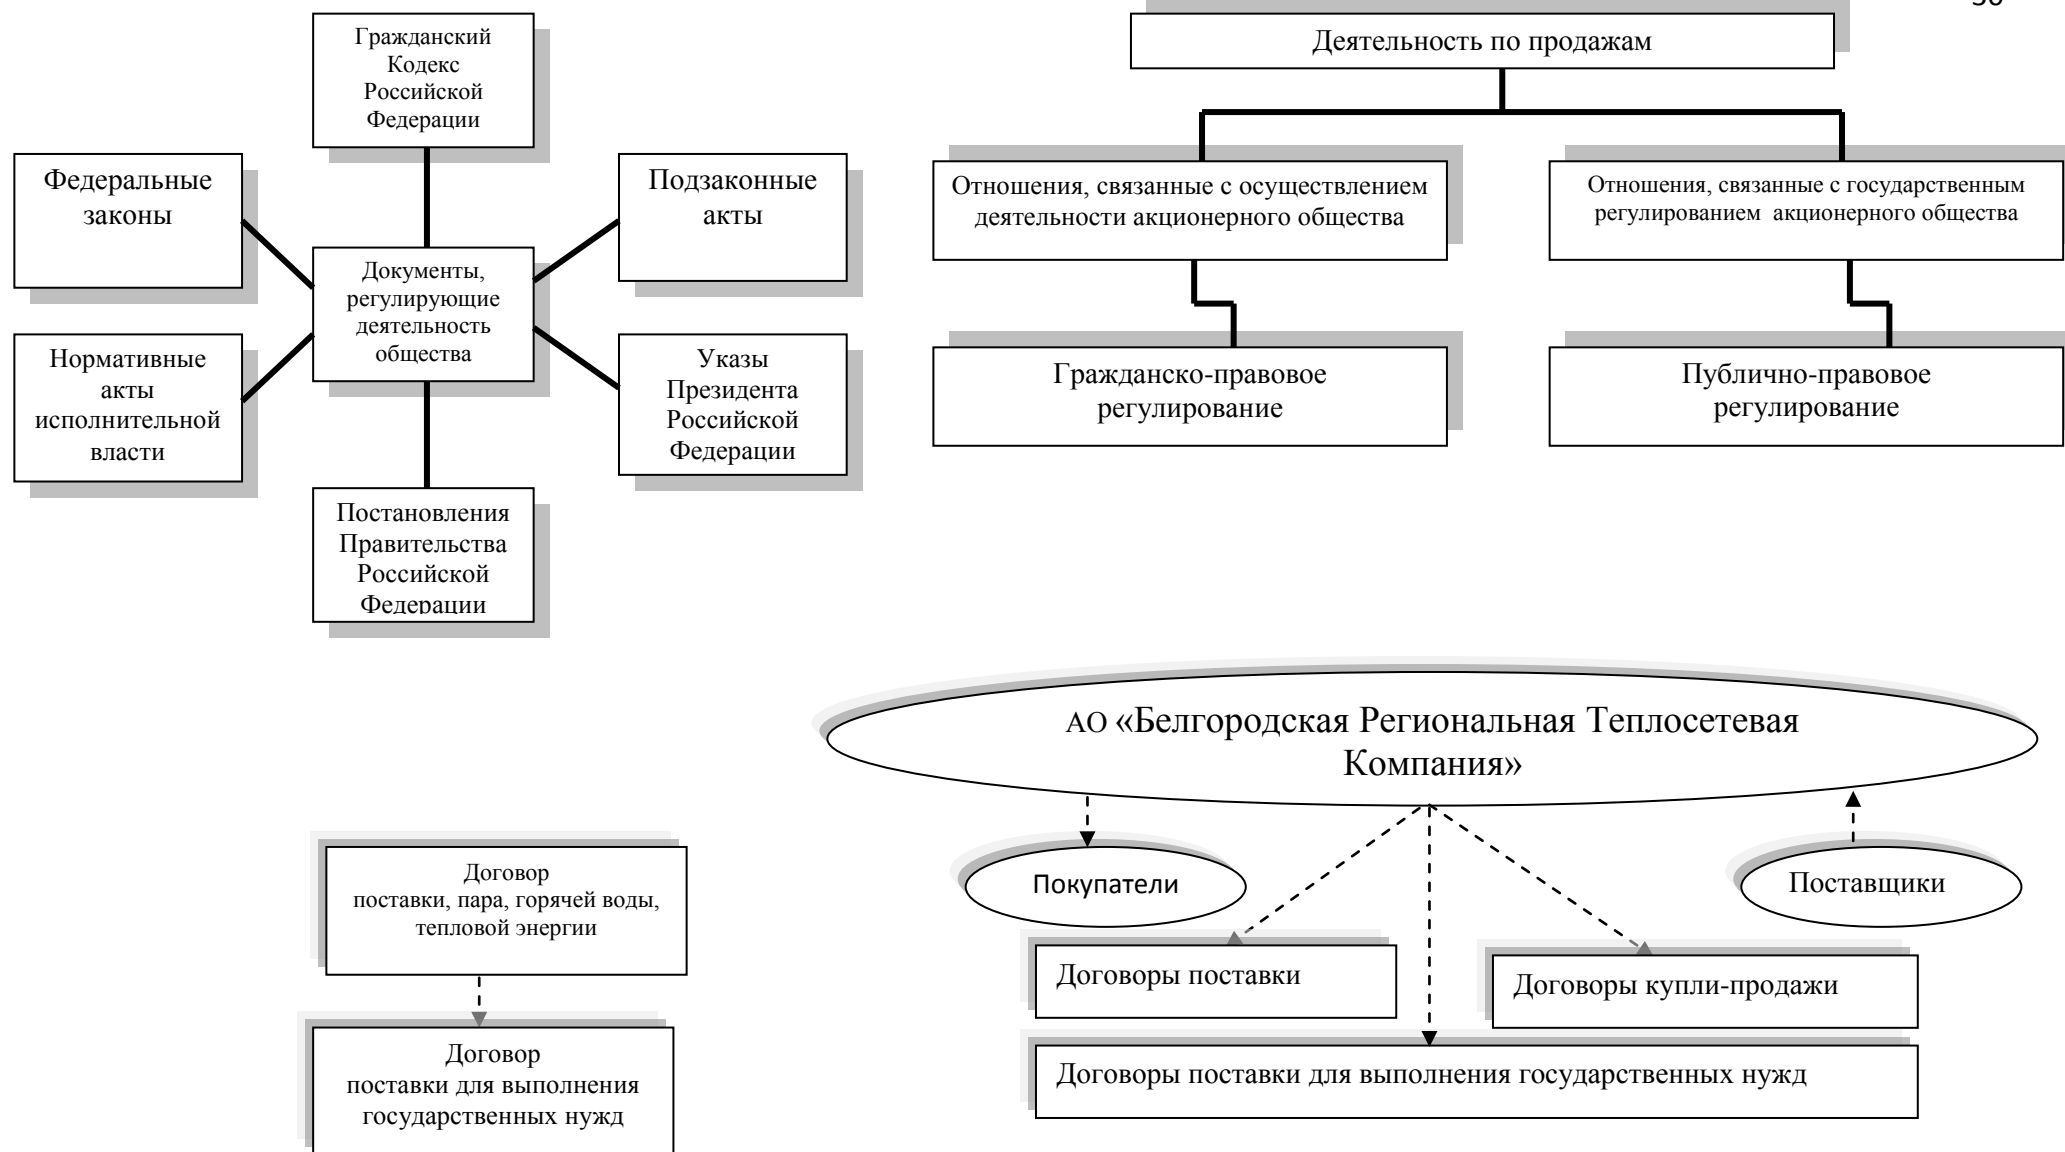 Гражданский
Кодекс
Российской
Федерации
Федеральные
законы
Подзаконные
акты
Документы,
регулирующие
деятельность
общества
Нормативные
акты
исполнительной
власти
Указы
Президента
Российской
Федерации
Постановления
Правительства
Российской
Федерации
Деятельность по продажам
Отношения, связанные с осуществлением
деятельности акционерного общества
Отношения, связанные с государственным
регулированием акционерного общества
Гражданско-правовое
регулирование
Публично-правовое
регулирование
АО «Белгородская Региональная Теплосетевая
Компания»
Покупатели
Поставщики
Договоры поставки
Договоры купли-продажи
Договоры поставки для выполнения государственных нужд
Договор
поставки, пара, горячей воды,
тепловой энергии
Договор
поставки для выполнения
государственных нужд